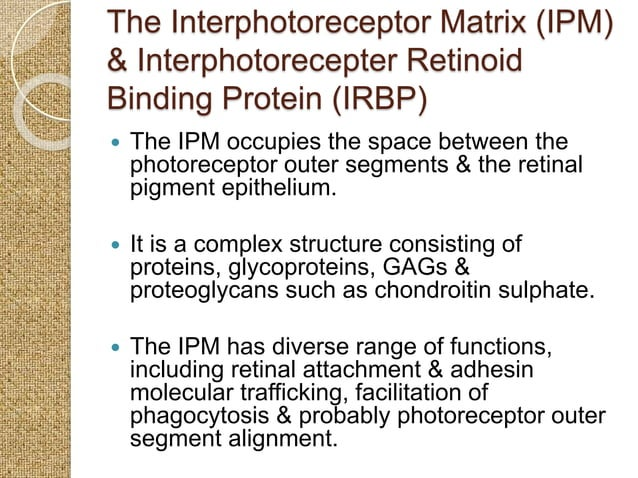 The Interphotoreceptor Matrix (IPM)
& Interphotorecepter Retinoid
Binding Protein (IRBP)
• The IPM occupies the space between the
photoreceptor outer segments & the retinal
pigment epithelium.
• It is a complex structure consisting of
proteins, glycoproteins, GAGs &
proteoglycans such as chondroitin sulphate.
• The IPM has diverse range of functions,
including retinal attachment & adhesin
molecular trafficking, facilitation of
phagocytosis & probably photoreceptor outer
segment alignment.